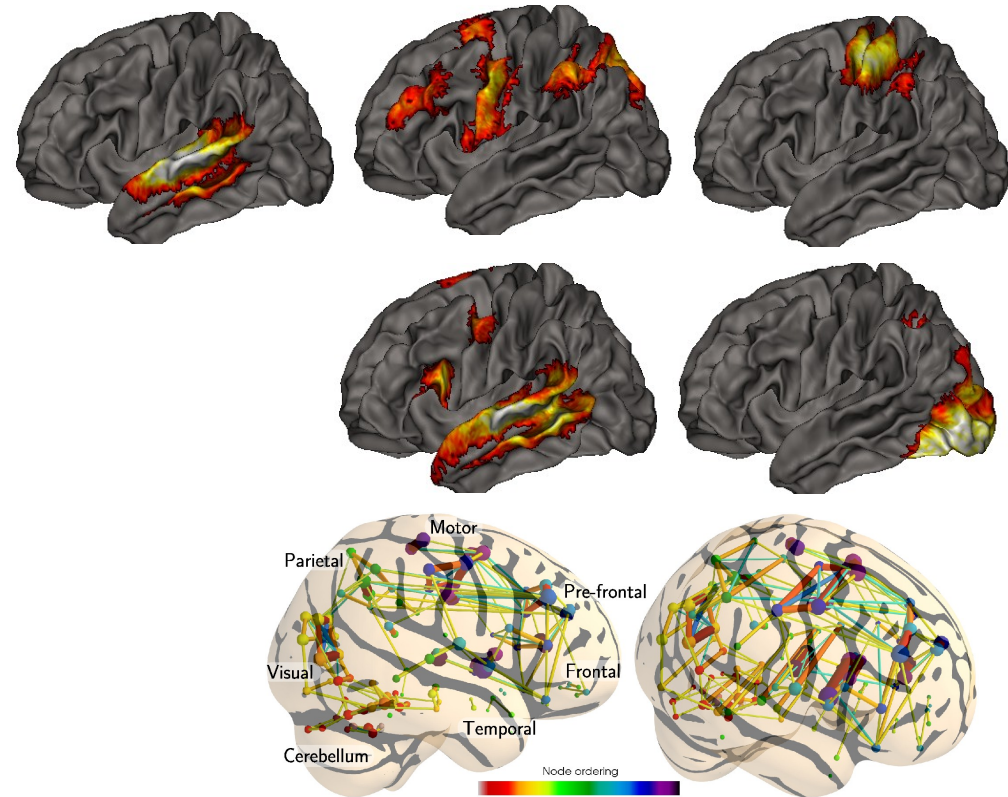 Motor
Parietal
Pre-frontal
Visual
Frontal
Temporal
Cerebellum
Node ordering